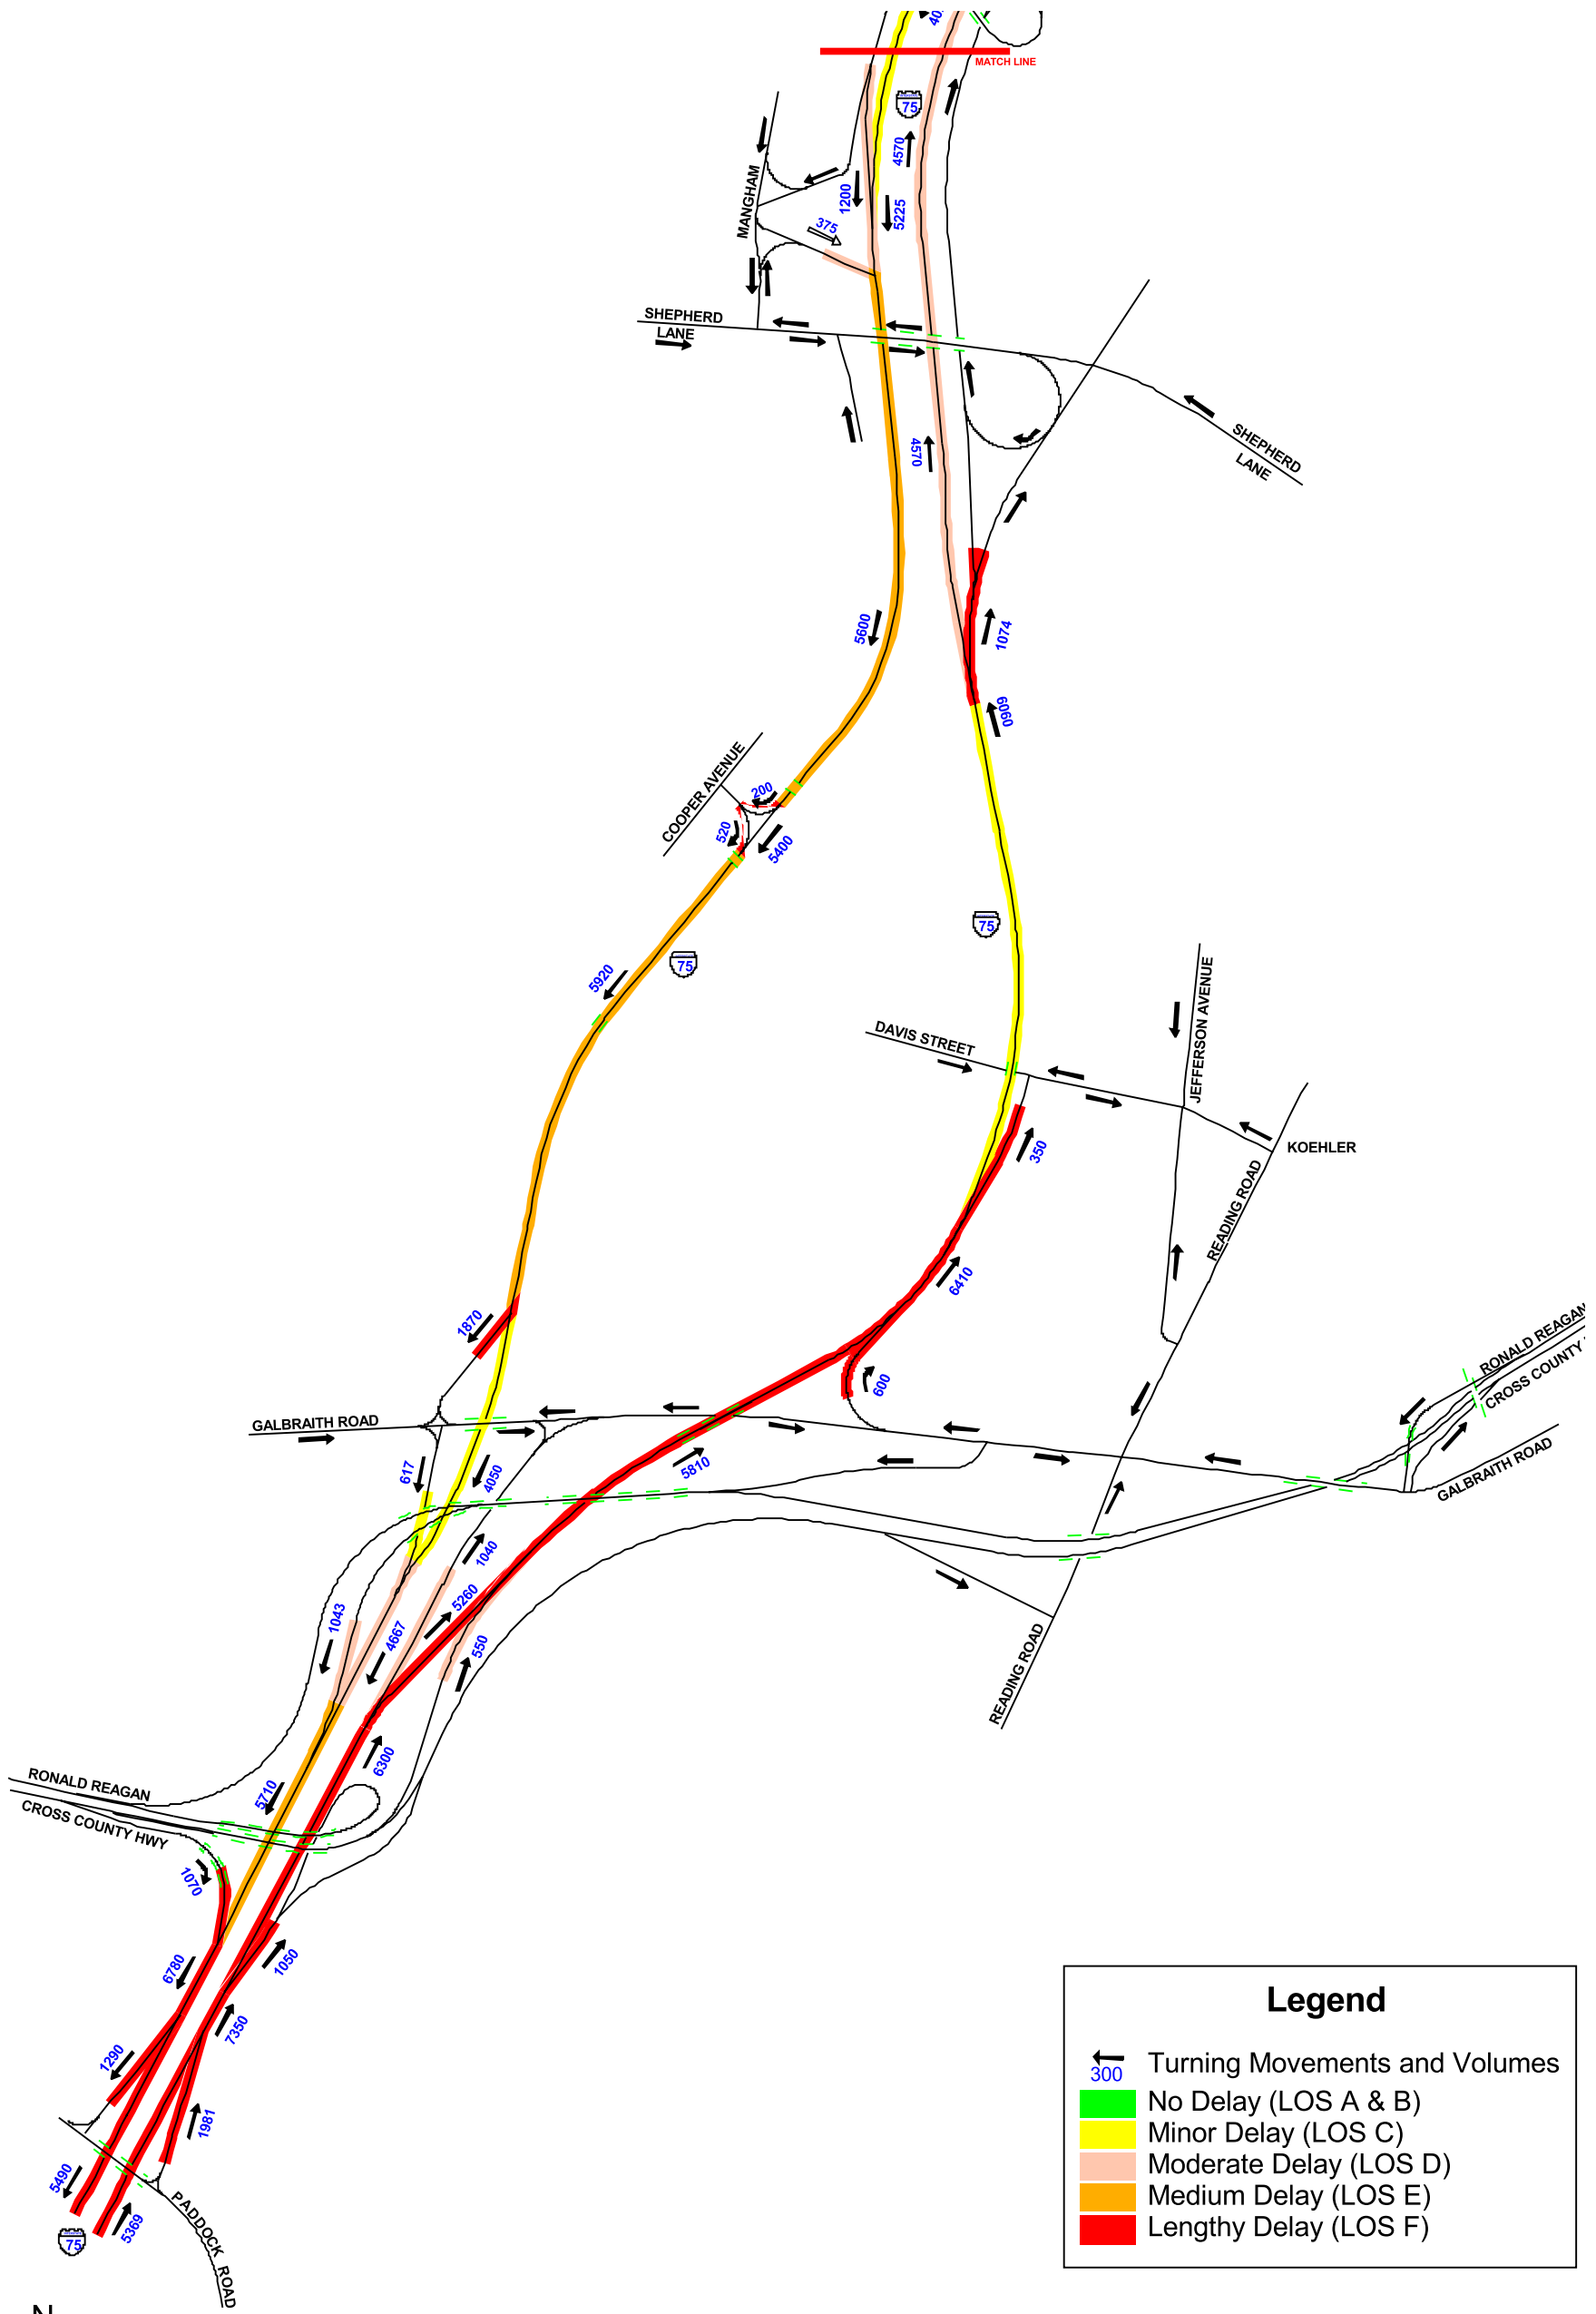 40
MATCH LINE
75
4570
MANGHAM
1200
5225
375
SHEPHERD
LANE
SHEPHERD
LANE
4570
5600
1074
6060
COOPER AVENUE
200
520
5400
75
5920
75
DAVIS STREET
JEFFERSON AVENUE
350
KOEHLER
READING ROAD
6410
1870
RONALD REAGAN
CROSS COUNTY
600
GALBRAITH ROAD
617
4050
5810
GALBRAITH ROAD
1040
1043
4667
5260
550
READING ROAD
6300
RONALD REAGAN
CROSS COUNTY HWY
5710
1070
6780
1050
7350
1290
1981
5490
5369
75
PADDOCK ROAD
N
Legend
300
Turning Movements and Volumes
No Delay (LOS A & B)
Minor Delay (LOS C)
Moderate Delay (LOS D)
Medium Delay (LOS E)
Lengthy Delay (LOS F)